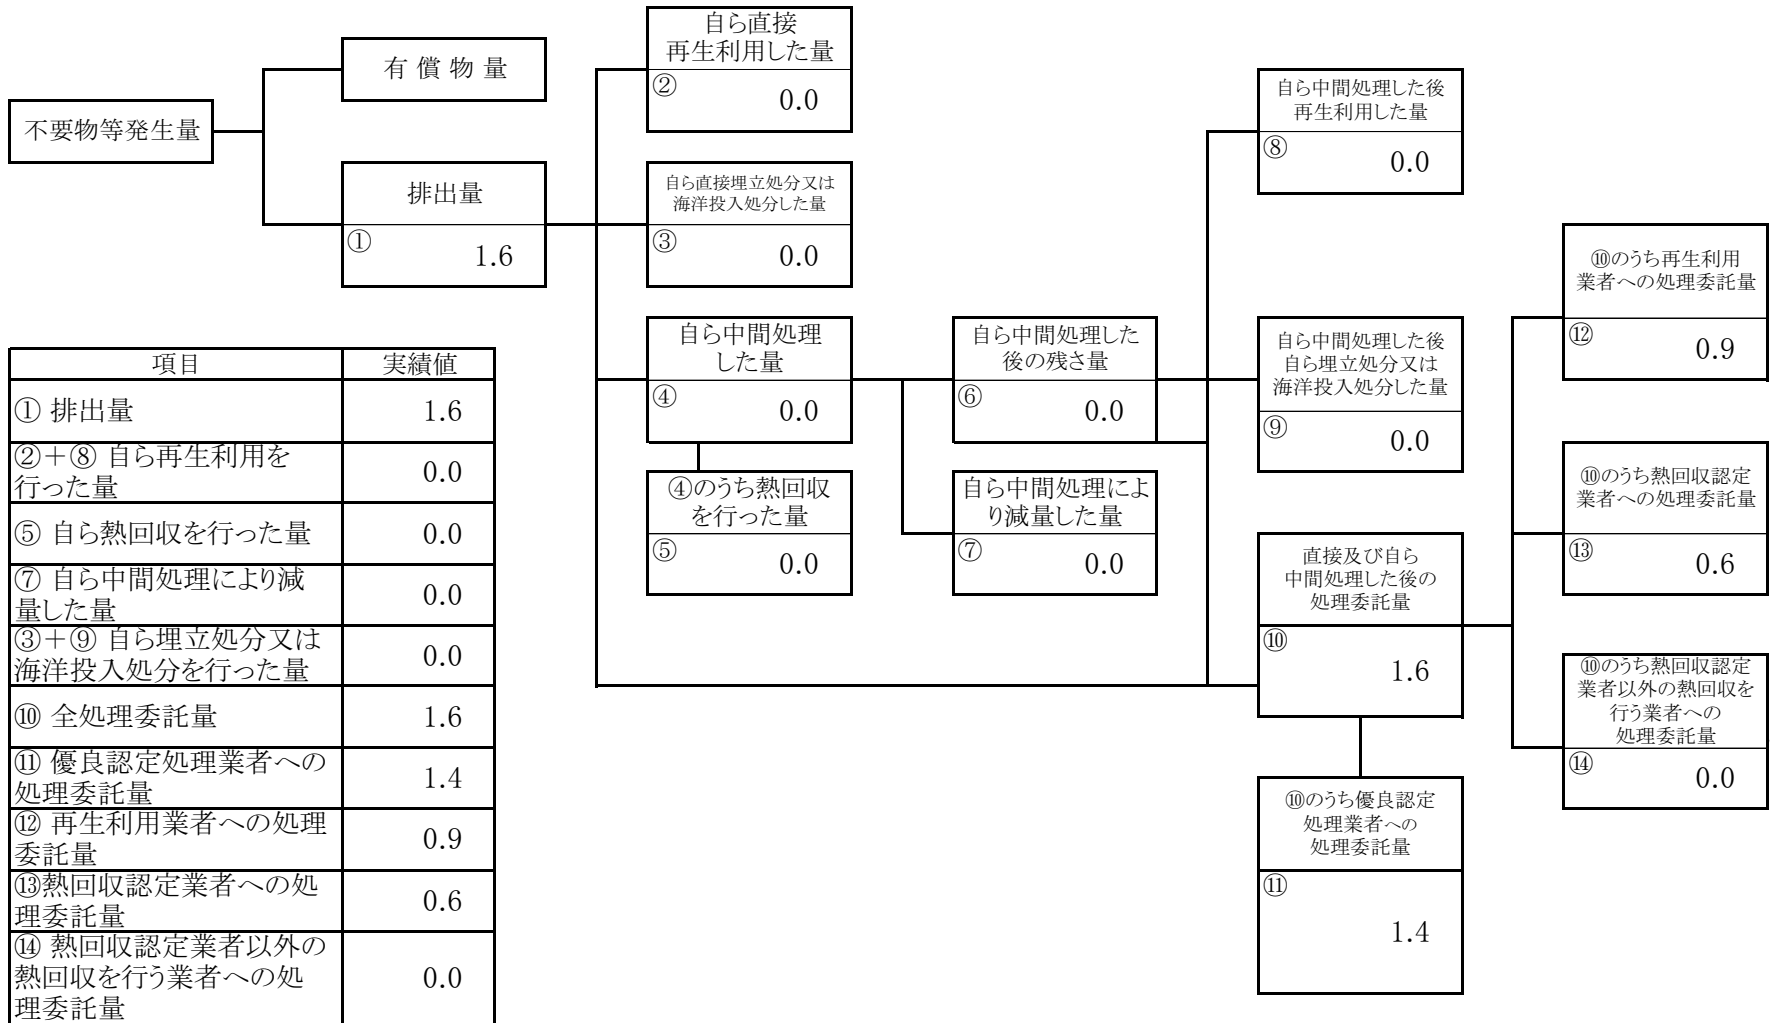 不要物等発生量
有 償 物 量
排出量
① 1.6
自ら直接
再生利用した量
② 0.0
自ら直接埋立処分又は
海洋投入処分した量
③ 0.0
自ら中間処理
した量
④ 0.0
④のうち熱回収
を行った量
⑤ 0.0
自ら中間処理した
後の残さ量
⑥ 0.0
自ら中間処理によ
り減量した量
⑦ 0.0
自ら中間処理した後
再生利用した量
⑧ 0.0
自ら中間処理した後
自ら埋立処分又は
海洋投入処分した量
⑨ 0.0
直接及び自ら
中間処理した後の
処理委託量
⑩ 1.6
⑩のうち優良認定
処理業者への
処理委託量
⑪ 1.4
⑩のうち再生利用
業者への処理委託量
⑫ 0.9
⑩のうち熱回収認定
業者への処理委託量
⑬ 0.6
⑩のうち熱回収認定
業者以外の熱回収を
行う業者への
処理委託量
⑭ 0.0
項目 実績値
① 排出量 1.6
②＋⑧ 自ら再生利用を
行った量 0.0
⑤ 自ら熱回収を行った量 0.0
⑦ 自ら中間処理により減
量した量 0.0
③＋⑨ 自ら埋立処分又は
海洋投入処分を行った量 0.0
⑩ 全処理委託量 1.6
⑪ 優良認定処理業者への
処理委託量 1.4
⑫ 再生利用業者への処理
委託量 0.9
⑬熱回収認定業者への処
理委託量 0.6
⑭ 熱回収認定業者以外の
熱回収を行う業者への処
理委託量 0.0